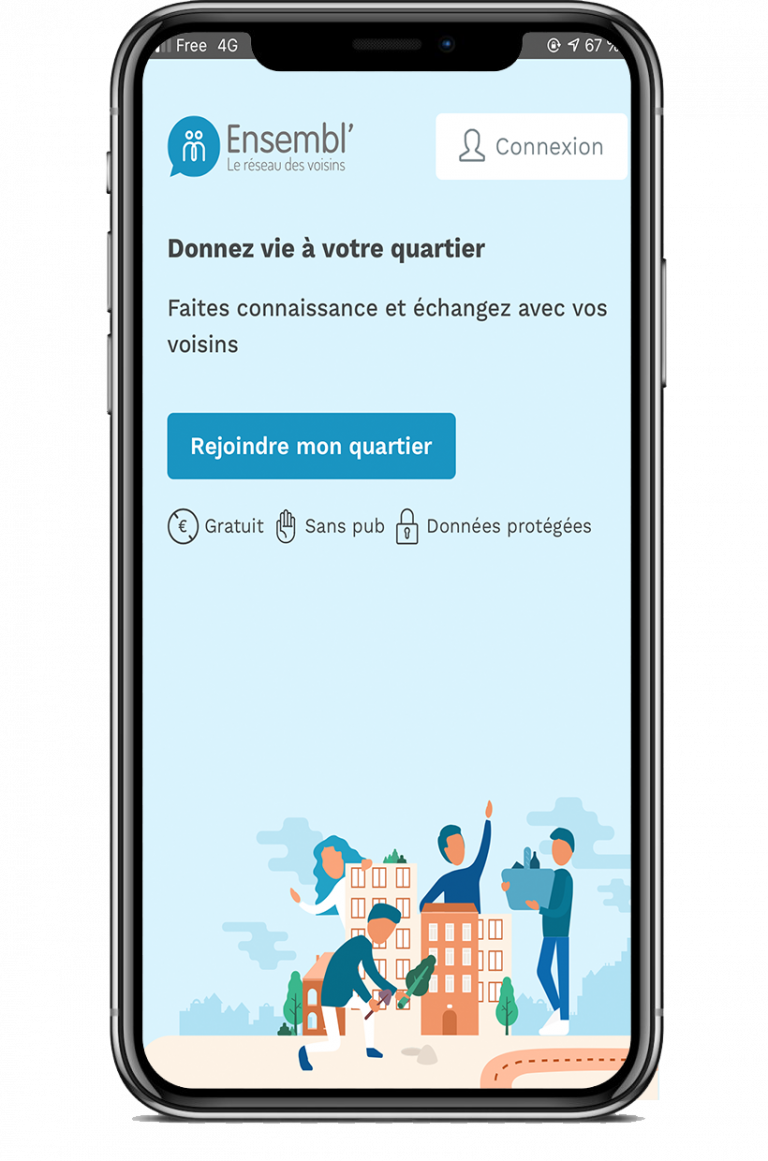 Free 4G 67 %
Ensembl'
Le réseau des voisins
Connexion
Donnez vie à votre quartier
Faites connaissance et échangez avec vos
voisins
Rejoindre mon quartier
€ Gratuit Sans pub Données protégées